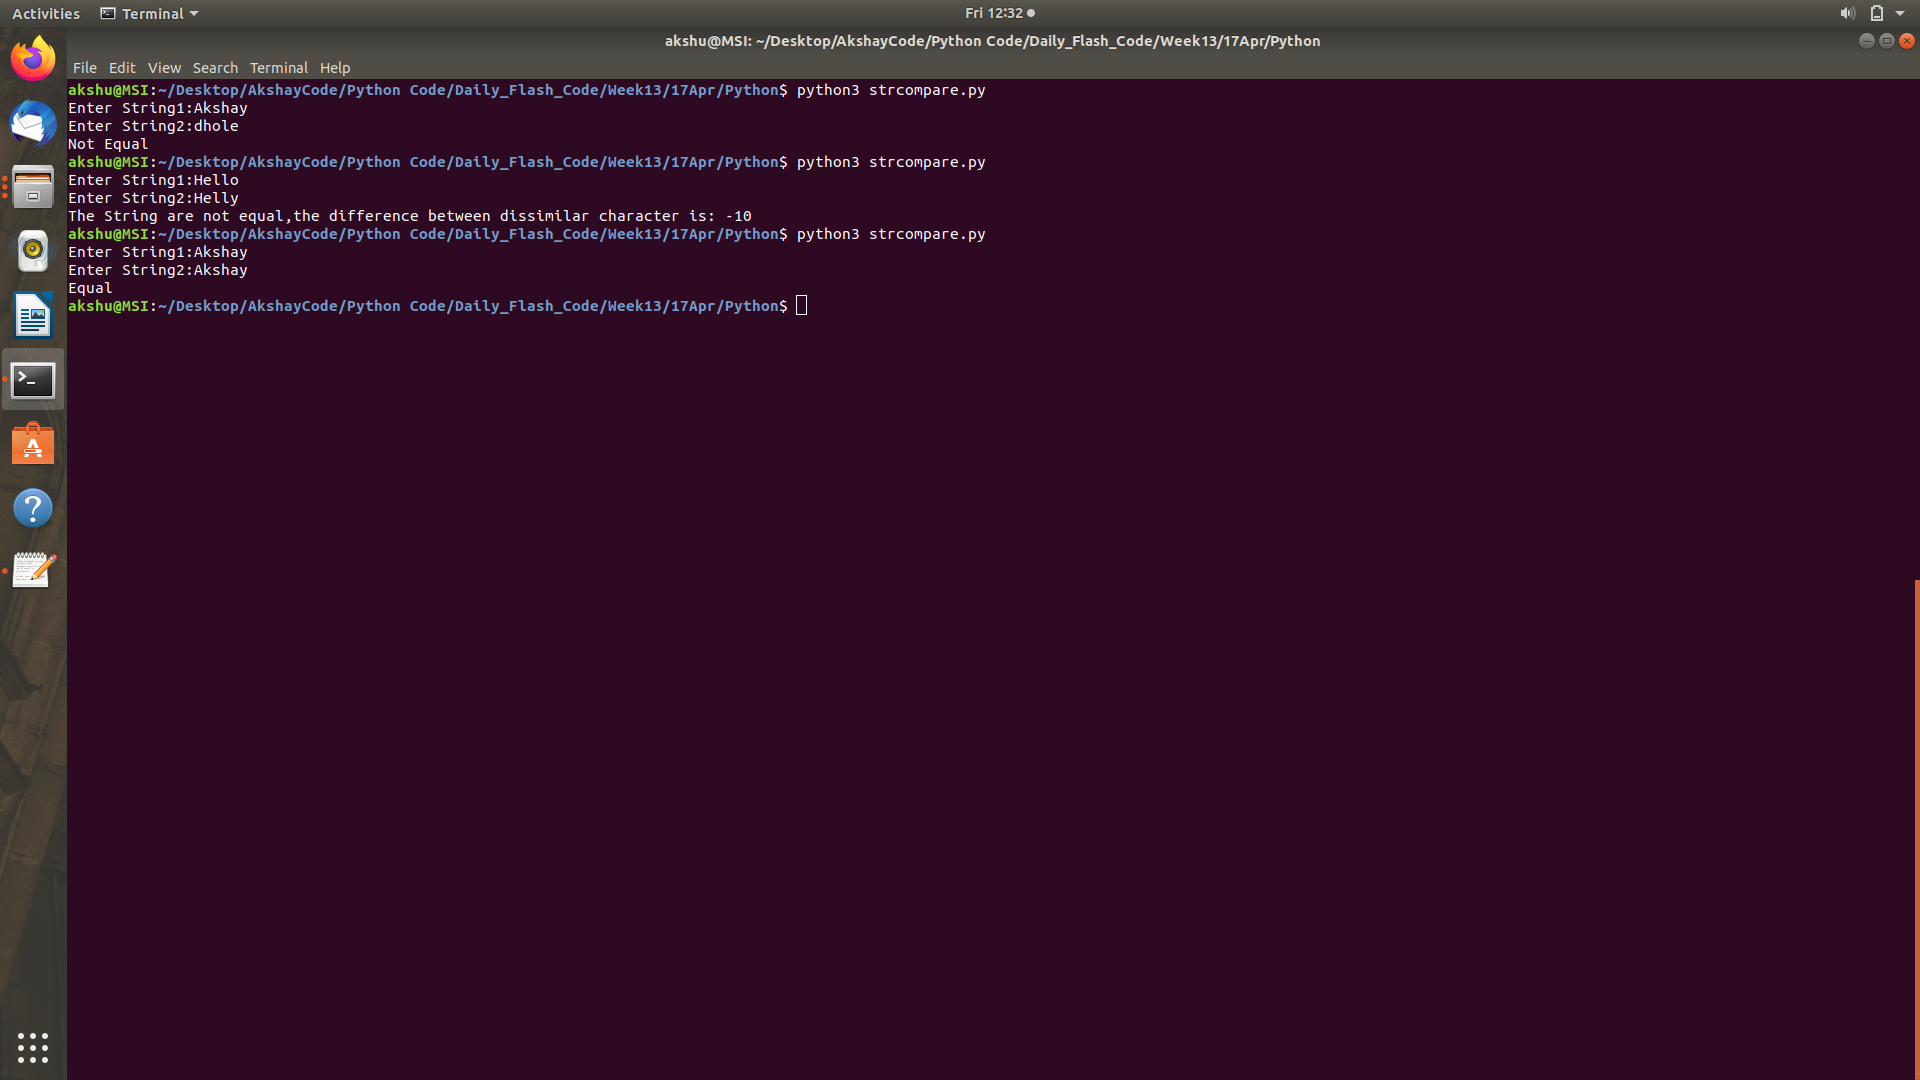 Activities Terminal Fri 12:32
akshu@MSI: ~/Desktop/AkshayCode/Python Code/Daily_Flash_Code/Week13/17Apr/Python
File Edit View Search Terminal Help
akshu@MSI:~/Desktop/AkshayCode/Python Code/Daily_Flash_Code/Week13/17Apr/Python$ python3 strcompare.py
Enter String1:Akshay
Enter String2:dhole
Not Equal
akshu@MSI:~/Desktop/AkshayCode/Python Code/Daily_Flash_Code/Week13/17Apr/Python$ python3 strcompare.py
Enter String1:Hello
Enter String2:Helly
The String are not equal,the difference between dissimilar character is: -10
akshu@MSI:~/Desktop/AkshayCode/Python Code/Daily_Flash_Code/Week13/17Apr/Python$ python3 strcompare.py
Enter String1:Akshay
Enter String2:Akshay
Equal
akshu@MSI:~/Desktop/AkshayCode/Python Code/Daily_Flash_Code/Week13/17Apr/Python$